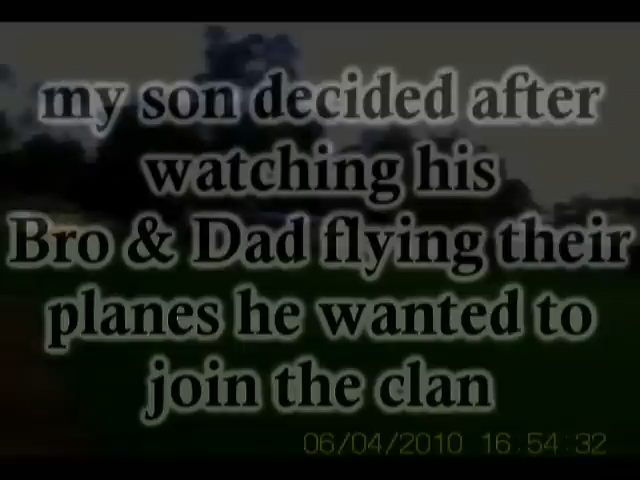 my son decided after
watching his
Bro & Dad flying their
planes he wanted to
join the clan
06/04/2010 16:54:32